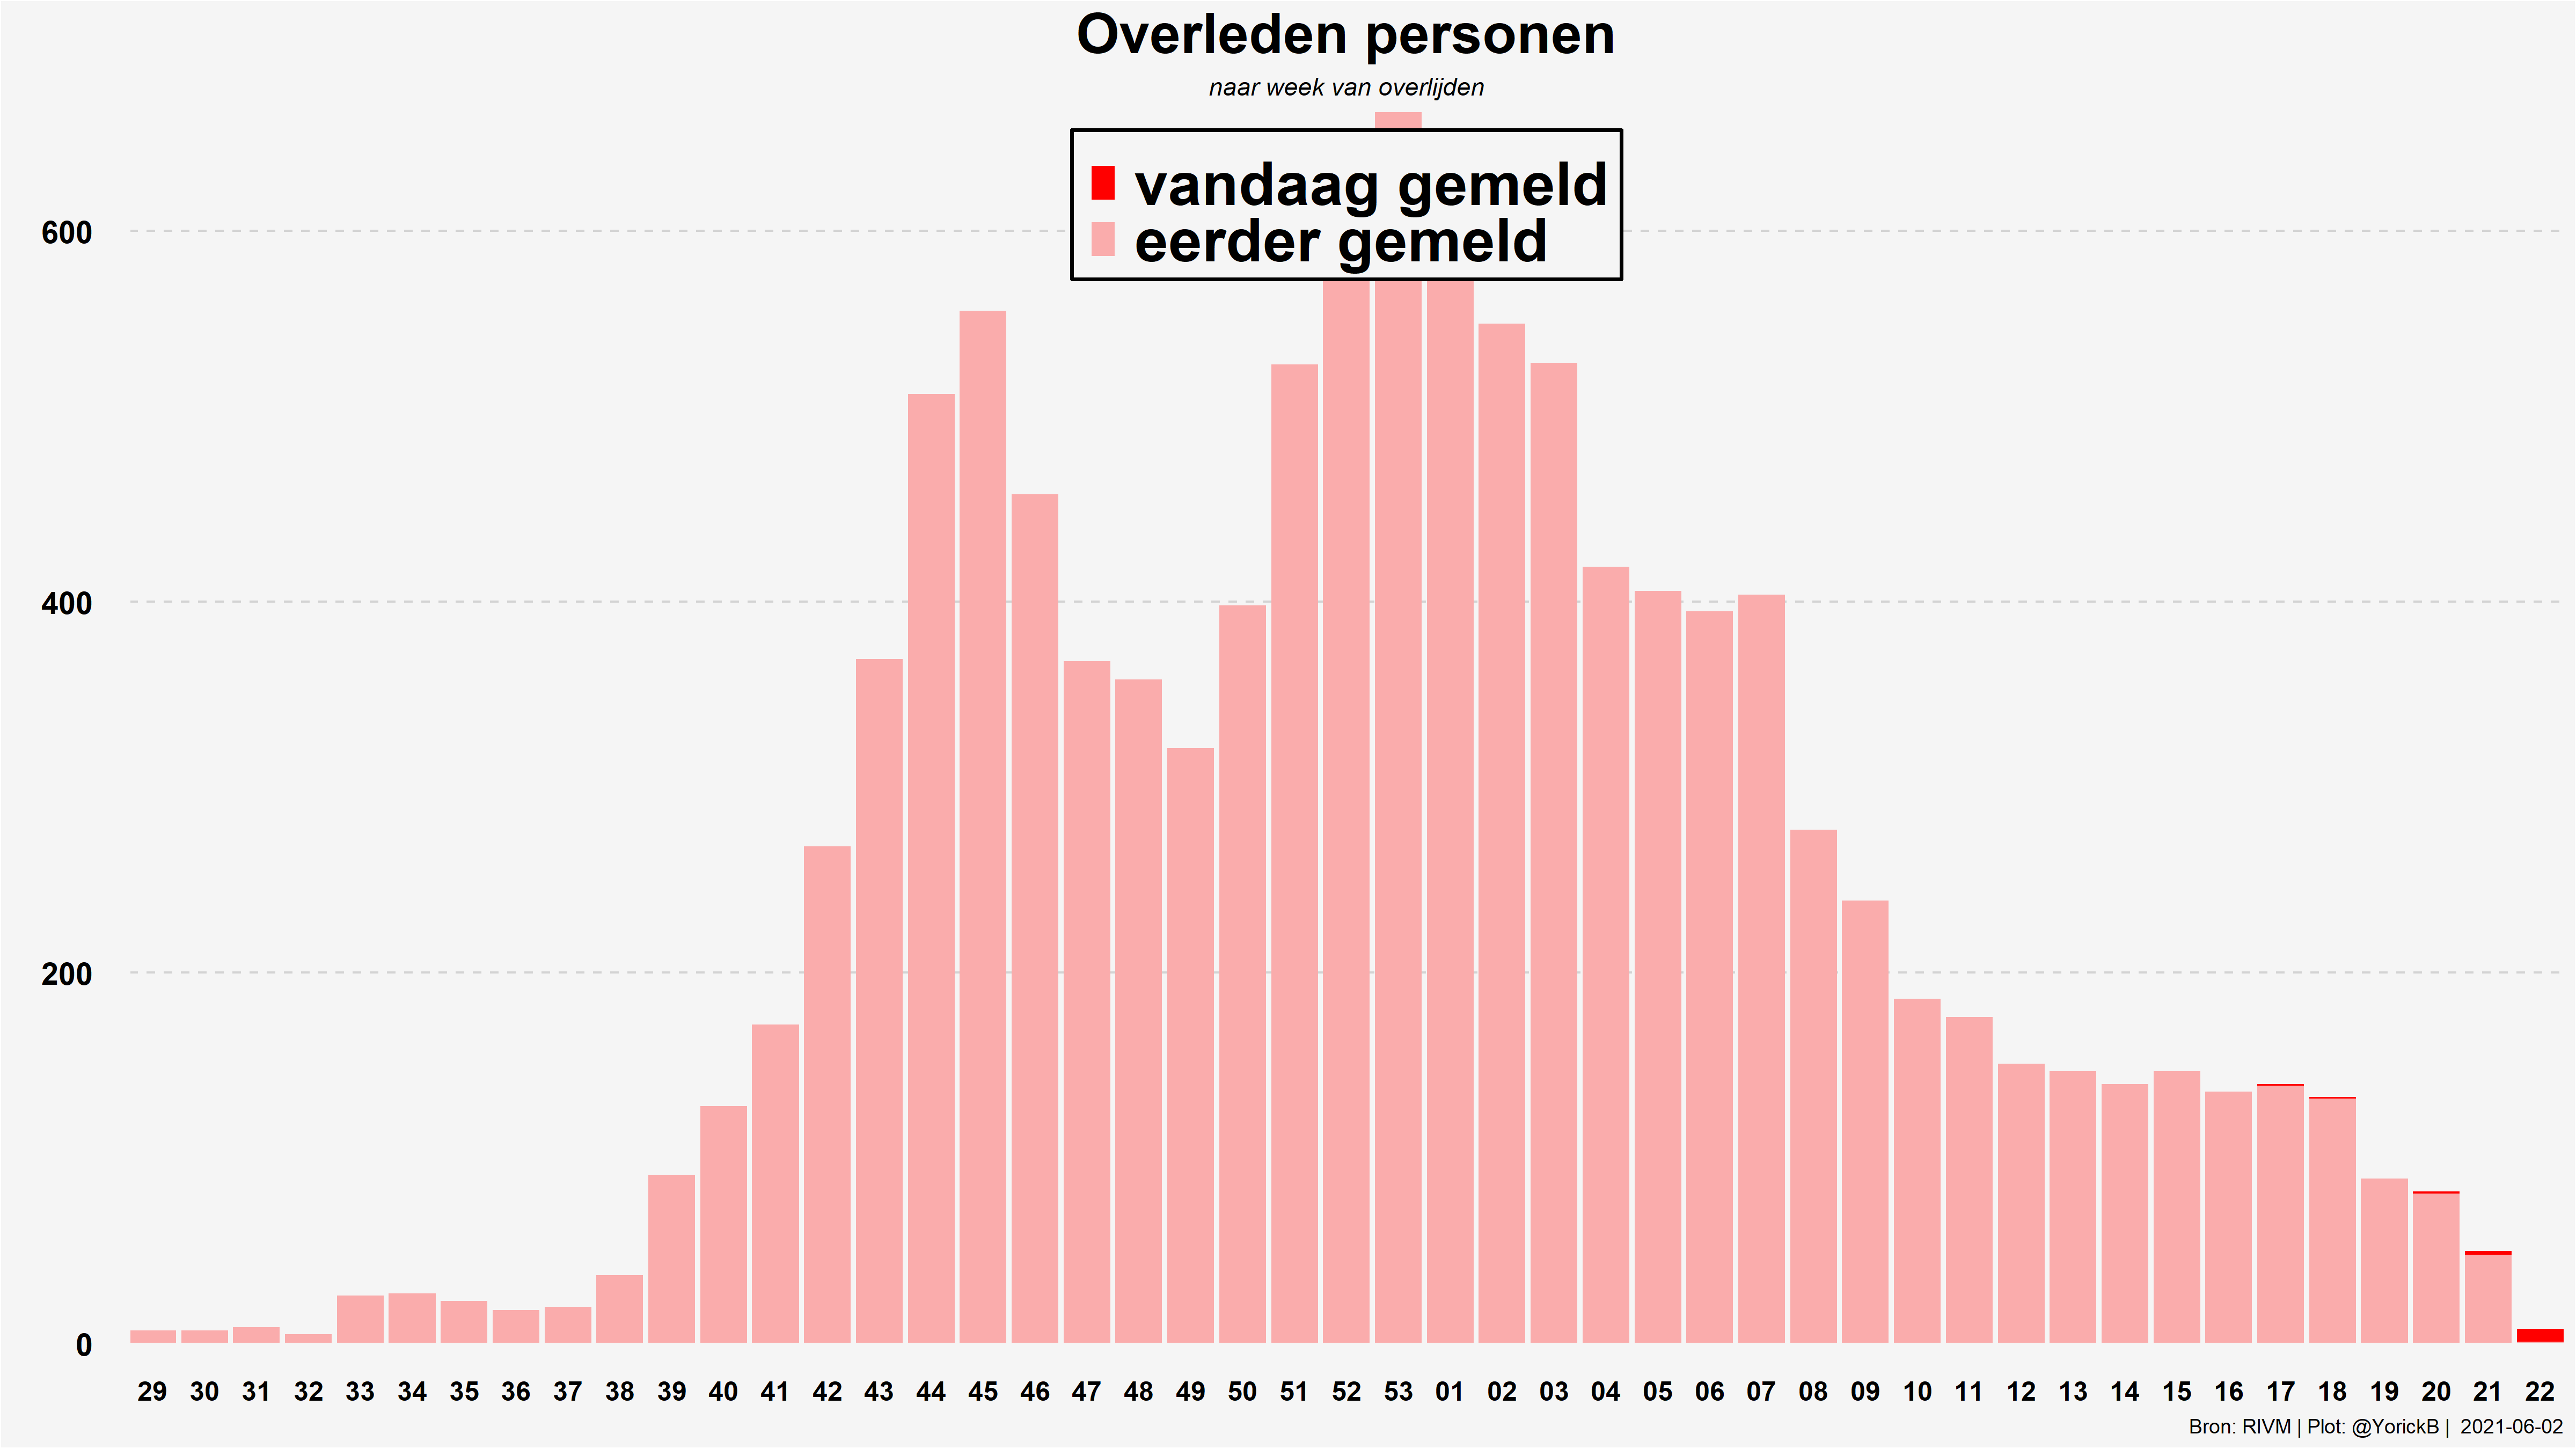 Overleden personen
naar week van overlijden
vandaag gemeld
eerder gemeld
600
400
200
0
29 30 31 32 33 34 35 36 37 38 39 40 41 42 43 44 45 46 47 48 49 50 51 52 53 01 02 03 04 05 06 07 08 09 10 11 12 13 14 15 16 17 18 19 20 21 22
Bron: RIVM | Plot: @YorickB | 2021-06-02